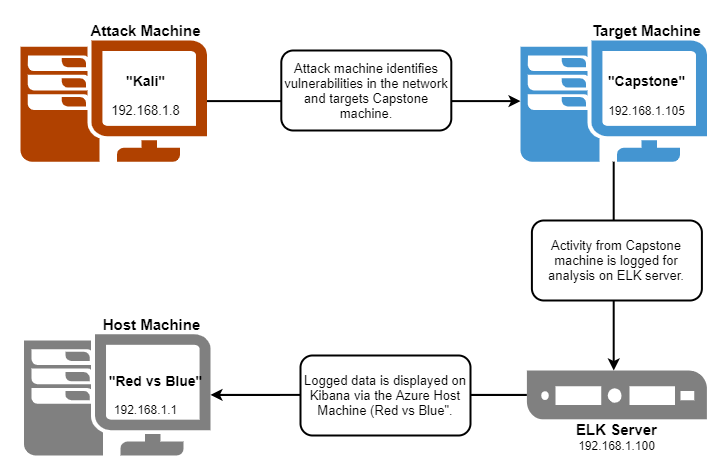 Attack Machine
"Kali"
192.168.1.8
Attack machine identifies
vulnerabilities in the network
and targets Capstone
machine.
Target Machine
"Capstone"
192.168.1.105
Activity from Capstone
machine is logged for
analysis on ELK server.
Host Machine
"Red vs Blue"
192.168.1.1
Logged data is displayed on
Kibana via the Azure Host
Machine (Red vs Blue".
ELK Server
192.168.1.100